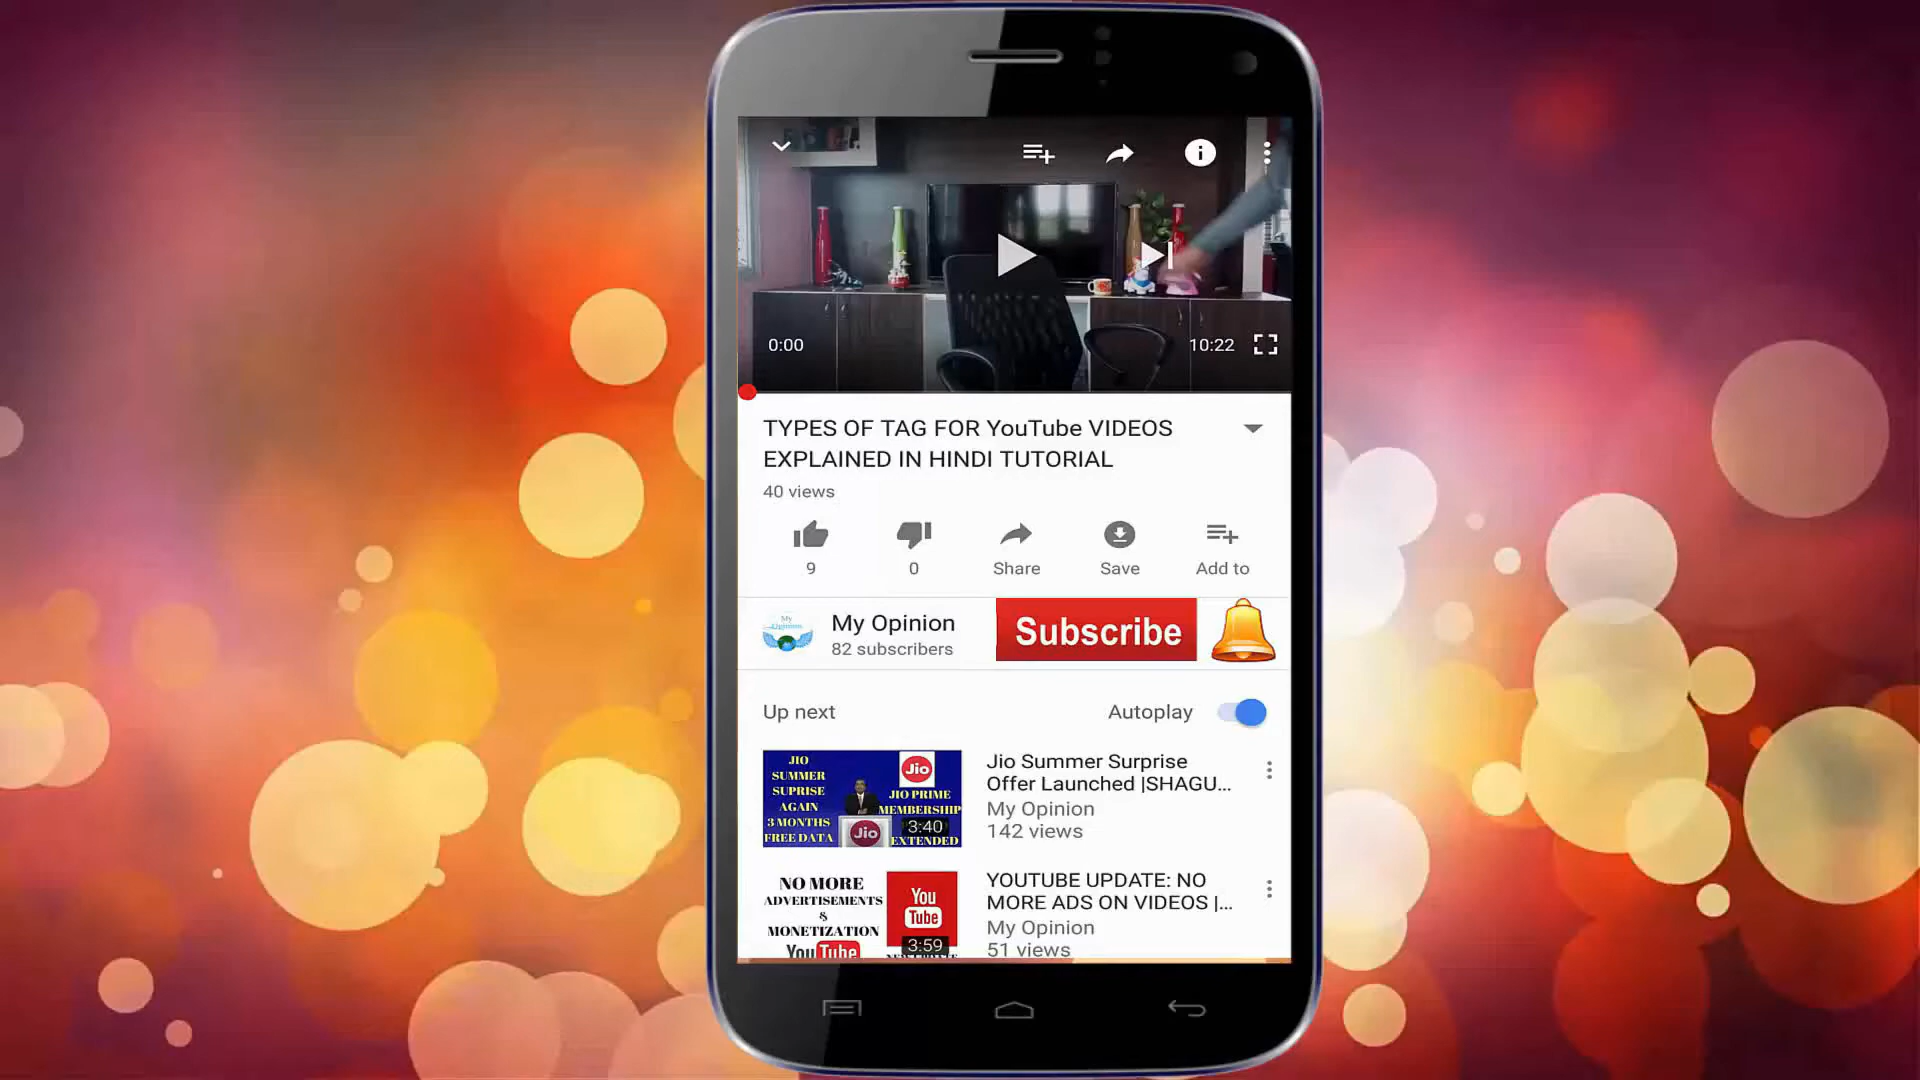 0:00
10:22
TYPES OF TAG FOR YouTube VIDEOS
EXPLAINED IN HINDI TUTORIAL
40 views
9
0
Share
Save
Add to
My Opinion
My Opinion
82 subscribers
Subscribe
Up next
Autoplay
JIO
SUMMER
SUPRISE
AGAIN
3 MONTHS
FREE DATA
Jio
JIO PRIME
MEMBERSHIP
3:40
EXTENDED
Jio
Jio Summer Surprise
Offer Launched |SHAGU...
My Opinion
142 views
NO MORE
ADVERTISEMENTS
&
MONETIZATION
YouTube
You
Tube
3:59
YOUTUBE UPDATE: NO
MORE ADS ON VIDEOS |...
My Opinion
51 views